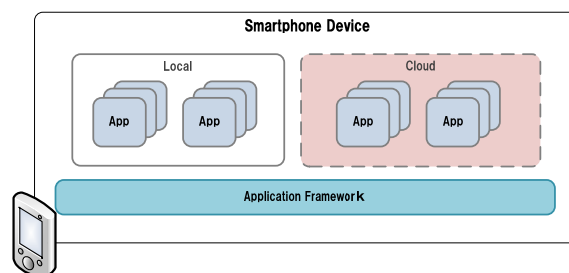 Smartphone Device
Local
Cloud
App
App
App
App
Application Framework